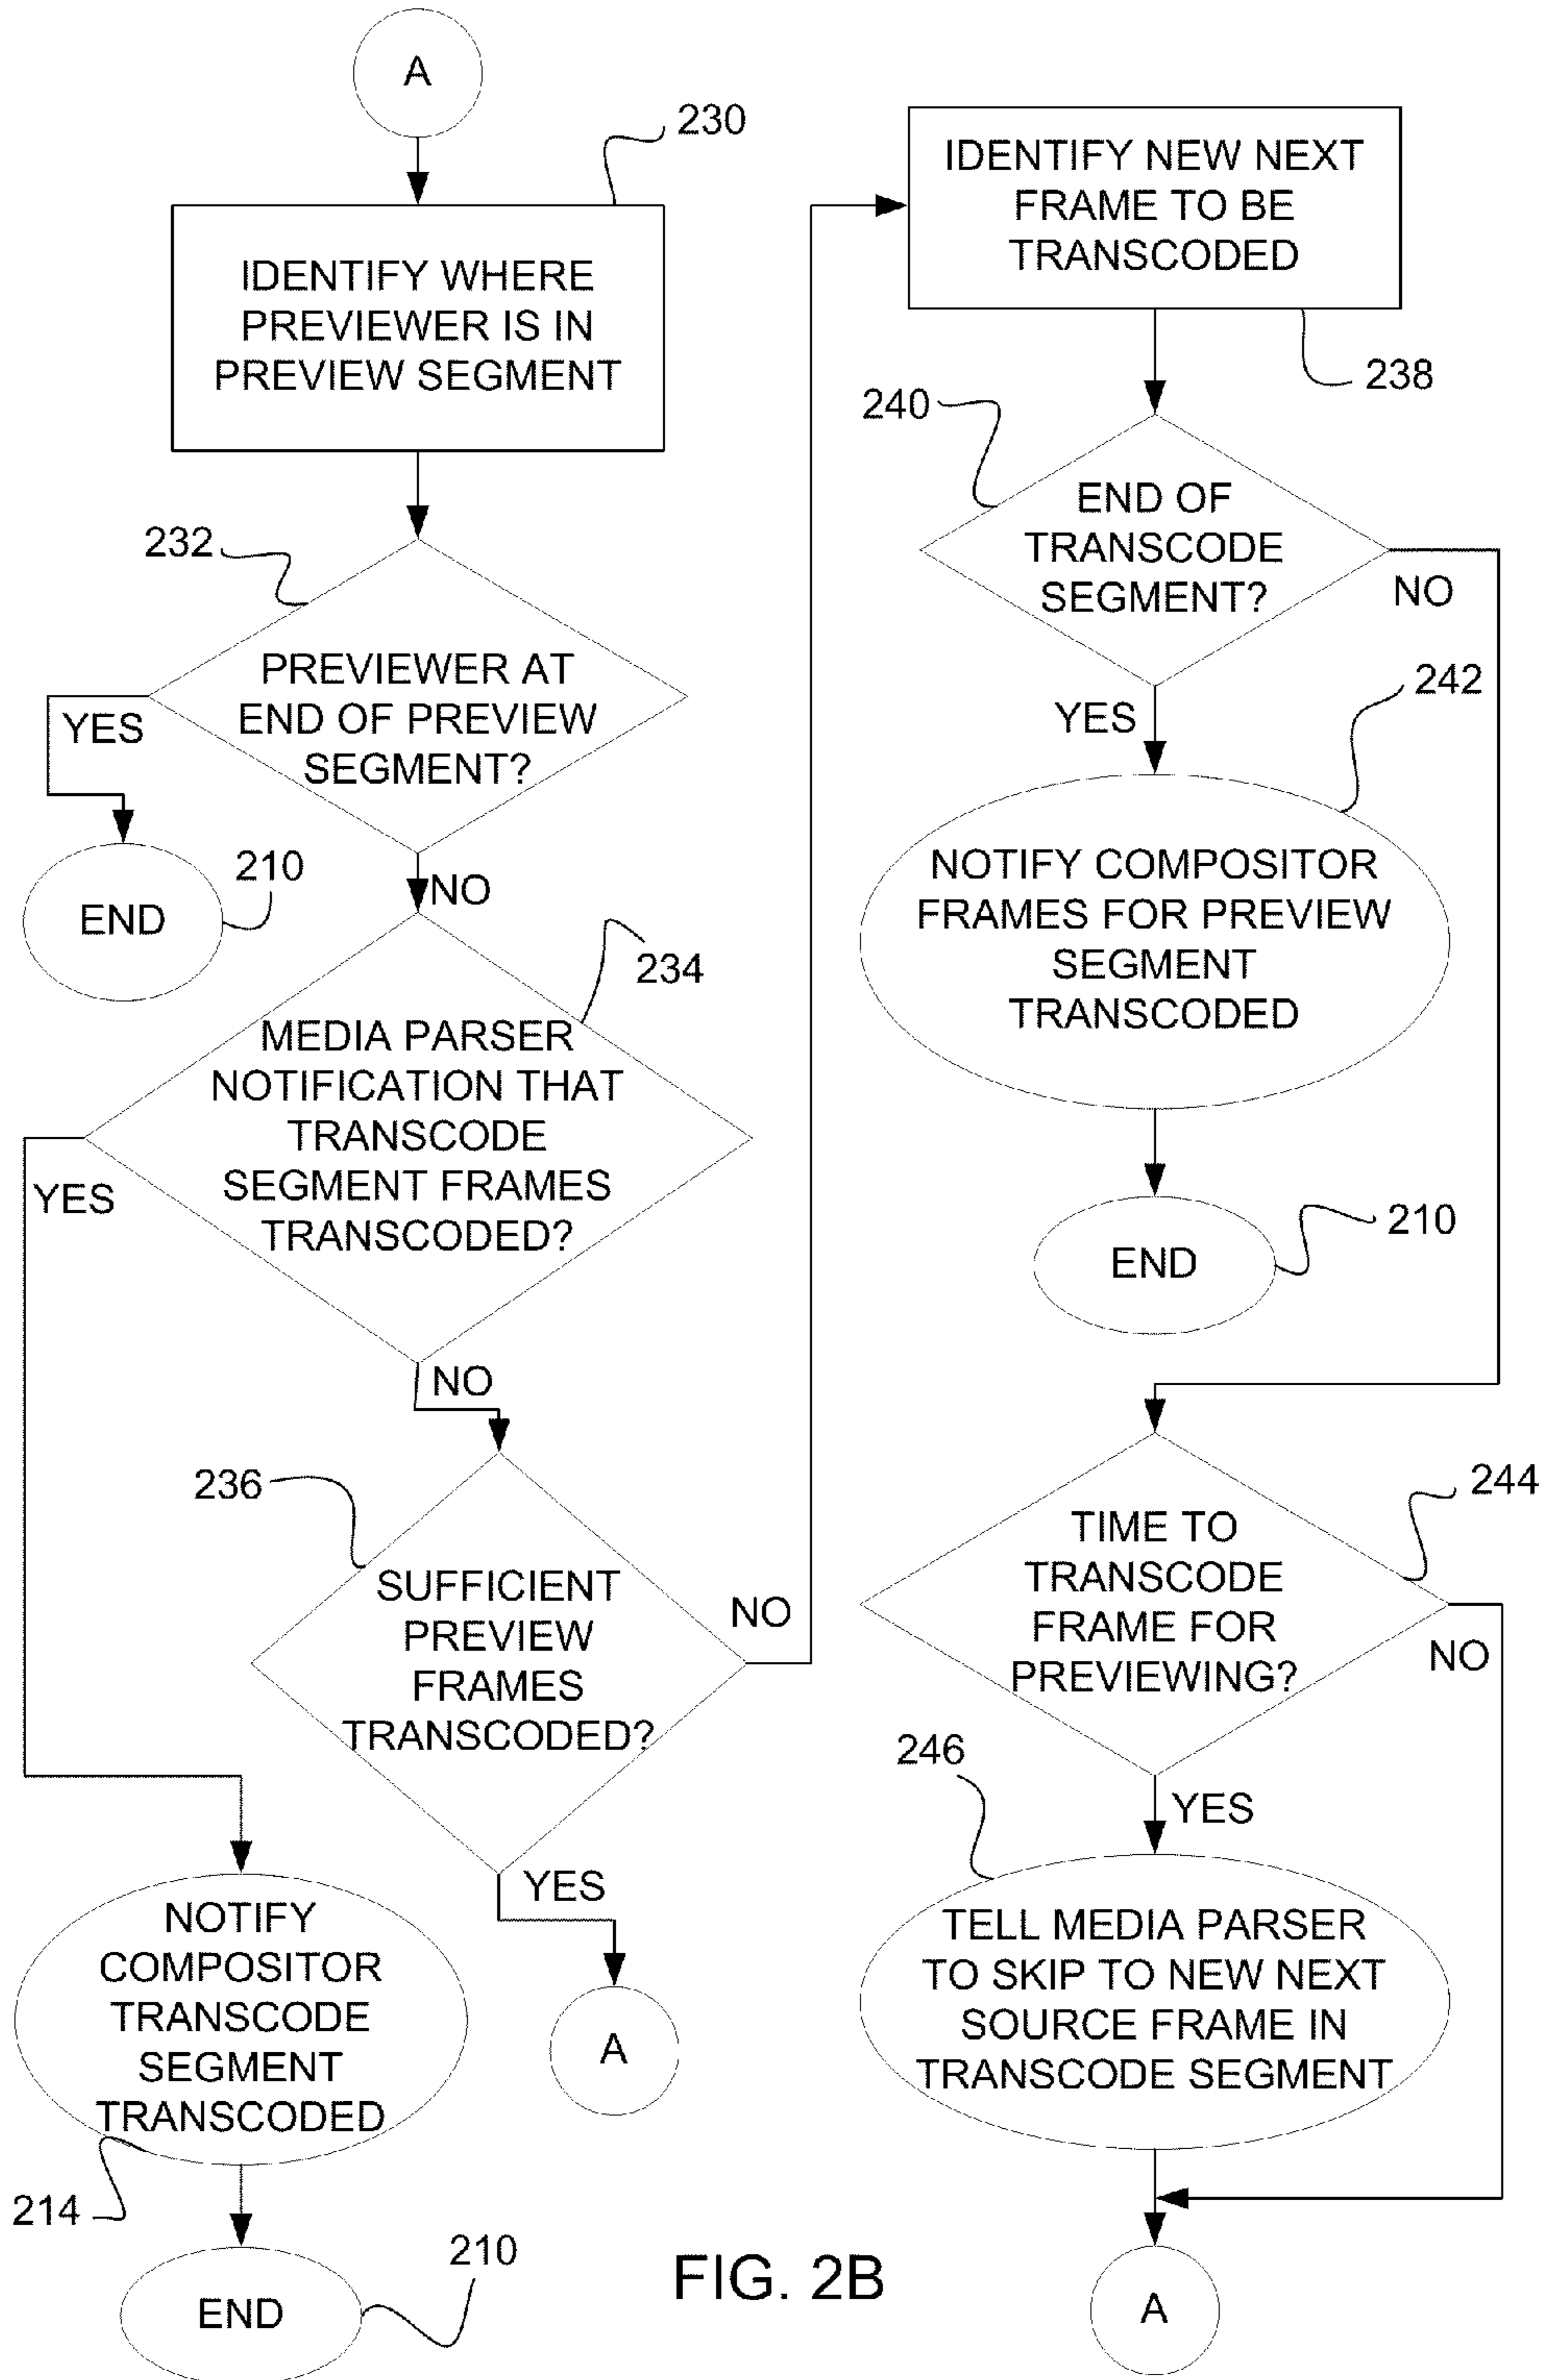 A
230
IDENTIFY WHERE
PREVIEWER IS IN
PREVIEW SEGMENT
232
PREVIEWER AT
END OF PREVIEW
SEGMENT?
YES
NO
210
END
234
MEDIA PARSER
NOTIFICATION THAT
TRANSCODE
SEGMENT FRAMES
TRANSCODED?
YES
NO
236
SUFFICIENT
PREVIEW
FRAMES
TRANSCODED?
NO
YES
A
NOTIFY
COMPOSITOR
TRANSCODE
SEGMENT
TRANSCODED
214
END
210
IDENTIFY NEW NEXT
FRAME TO BE
TRANSCODED
238
240
END OF
TRANSCODE
SEGMENT?
NO
YES
242
NOTIFY COMPOSITOR
FRAMES FOR PREVIEW
SEGMENT
TRANSCODED
END
210
244
TIME TO
TRANSCODE
FRAME FOR
PREVIEWING?
NO
YES
246
TELL MEDIA PARSER
TO SKIP TO NEW NEXT
SOURCE FRAME IN
TRANSCODE SEGMENT
A
FIG. 2B